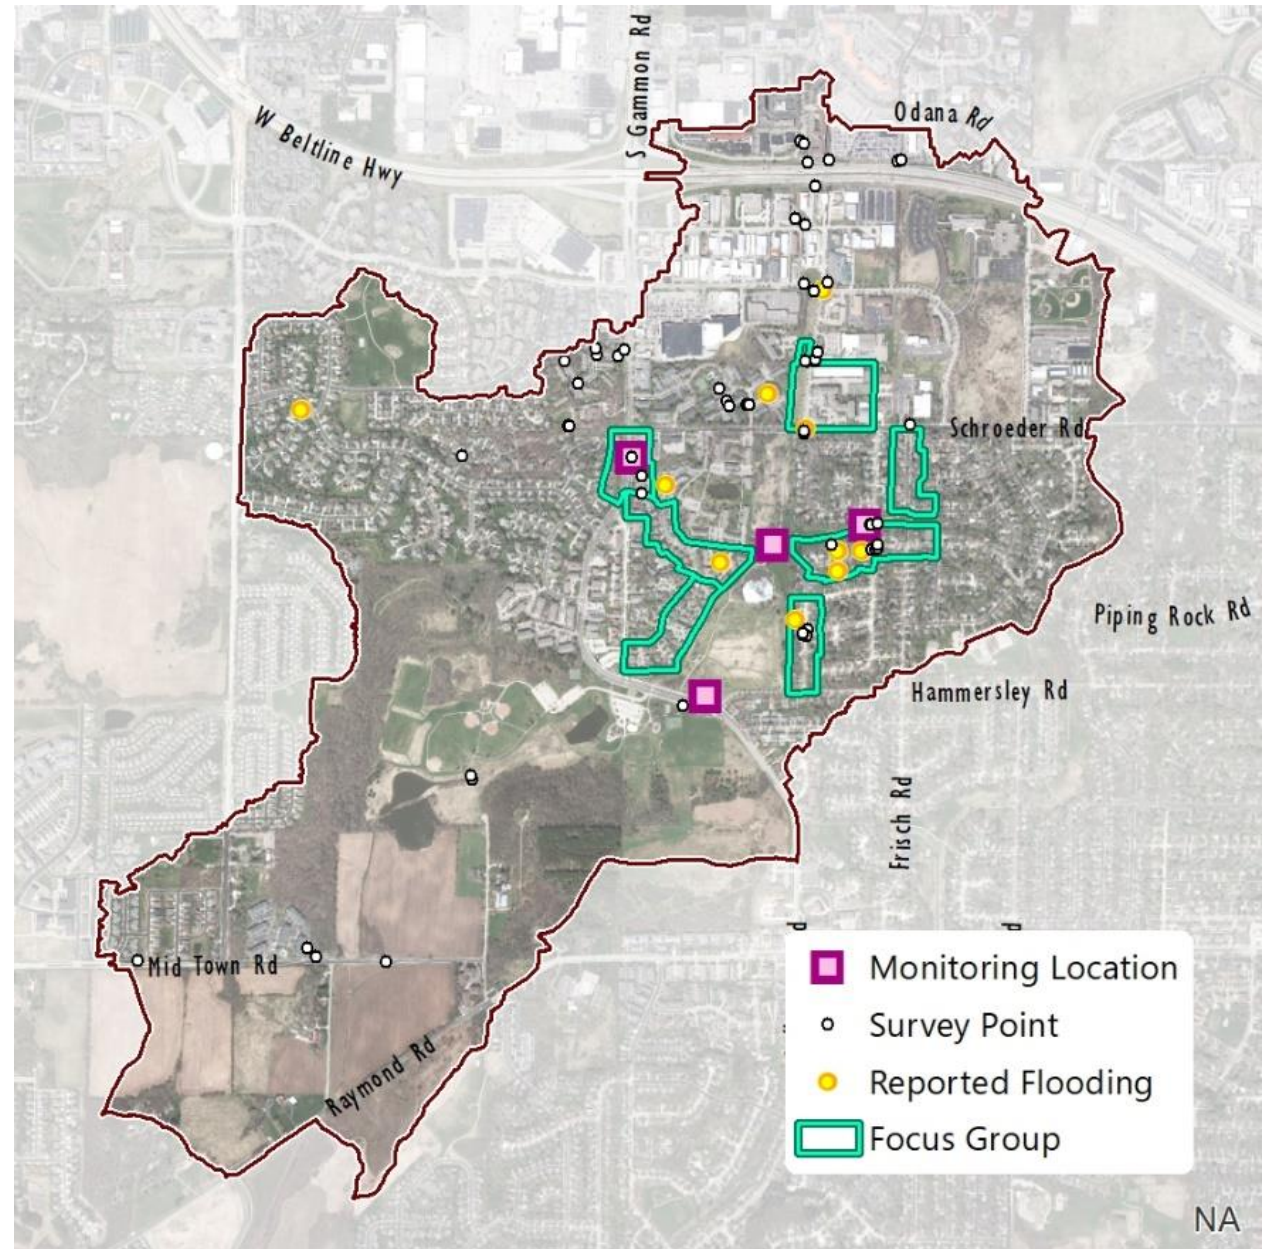 S Gammon Rd
Odana Rd
W Beltline Hwy
Schroeder Rd
Piping Rock Rd
Hammersley Rd
Frisch Rd
Mid Town Rd
Raymond Rd
Monitoring Location
Survey Point
Reported Flooding
Focus Group
NA